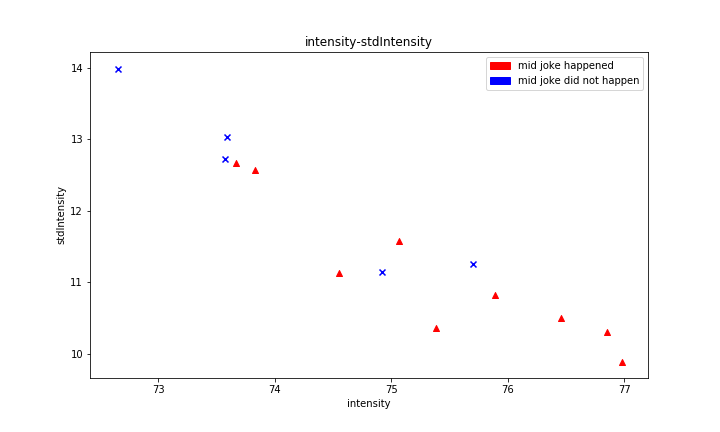 intensity-stdIntensity
mid joke happened
mid joke did not happen
stdIntensity
14
13
12
11
10
73 74 75 76 77
intensity